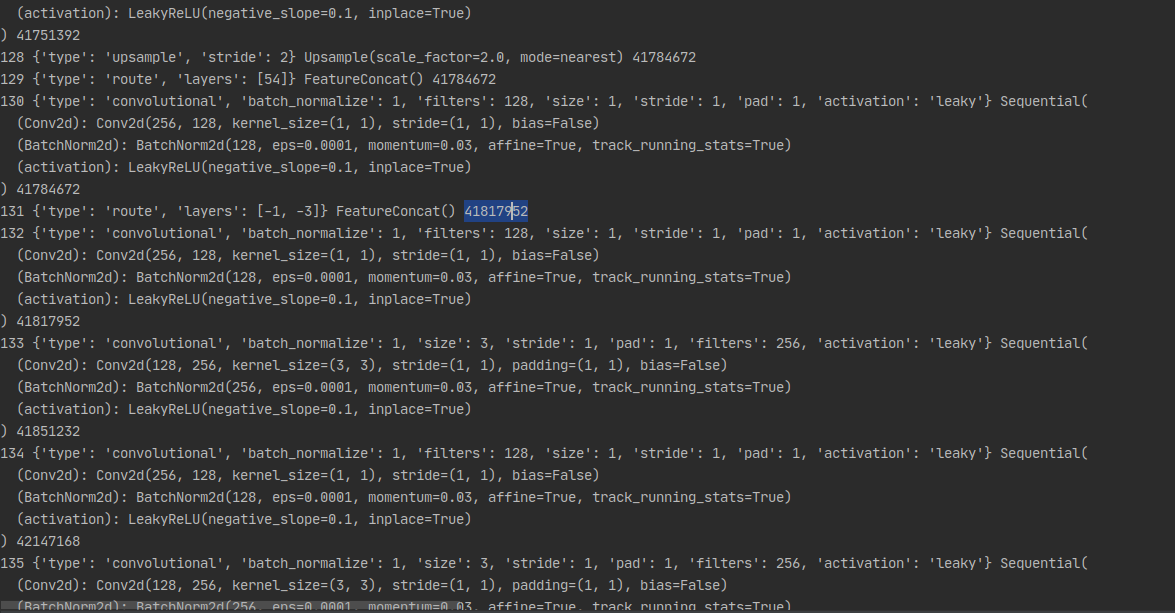 (activation): LeakyReLU(negative_slope=0.1, inplace=True)
) 41751392
128 {'type': 'upsample', 'stride': 2} Upsample(scale_factor=2.0, mode=nearest) 41784672
129 {'type': 'route', 'layers': [54]} FeatureConcat() 41784672
130 {'type': 'convolutional', 'batch_normalize': 1, 'filters': 128, 'size': 1, 'stride': 1, 'pad': 1, 'activation': 'leaky'} Sequential(
(Conv2d): Conv2d(256, 128, kernel_size=(1, 1), stride=(1, 1), bias=False)
(BatchNorm2d): BatchNorm2d(128, eps=0.0001, momentum=0.03, affine=True, track_running_stats=True)
(activation): LeakyReLU(negative_slope=0.1, inplace=True)
) 41784672
131 {'type': 'route', 'layers': [-1, -3]} FeatureConcat() 41817952
132 {'type': 'convolutional', 'batch_normalize': 1, 'filters': 128, 'size': 1, 'stride': 1, 'pad': 1, 'activation': 'leaky'} Sequential(
(Conv2d): Conv2d(256, 128, kernel_size=(1, 1), stride=(1, 1), bias=False)
(BatchNorm2d): BatchNorm2d(128, eps=0.0001, momentum=0.03, affine=True, track_running_stats=True)
(activation): LeakyReLU(negative_slope=0.1, inplace=True)
) 41817952
133 {'type': 'convolutional', 'batch_normalize': 1, 'size': 3, 'stride': 1, 'pad': 1, 'filters': 256, 'activation': 'leaky'} Sequential(
(Conv2d): Conv2d(128, 256, kernel_size=(3, 3), stride=(1, 1), padding=(1, 1), bias=False)
(BatchNorm2d): BatchNorm2d(256, eps=0.0001, momentum=0.03, affine=True, track_running_stats=True)
(activation): LeakyReLU(negative_slope=0.1, inplace=True)
) 41851232
134 {'type': 'convolutional', 'batch_normalize': 1, 'filters': 128, 'size': 1, 'stride': 1, 'pad': 1, 'activation': 'leaky'} Sequential(
(Conv2d): Conv2d(256, 128, kernel_size=(1, 1), stride=(1, 1), bias=False)
(BatchNorm2d): BatchNorm2d(128, eps=0.0001, momentum=0.03, affine=True, track_running_stats=True)
(activation): LeakyReLU(negative_slope=0.1, inplace=True)
) 42147168
135 {'type': 'convolutional', 'batch_normalize': 1, 'size': 3, 'stride': 1, 'pad': 1, 'filters': 256, 'activation': 'leaky'} Sequential(
(Conv2d): Conv2d(128, 256, kernel_size=(3, 3), stride=(1, 1), padding=(1, 1), bias=False)
(BatchNorm2d): BatchNorm2d(256, eps=0.0001, momentum=0.03, affine=True, track_running_stats=True)